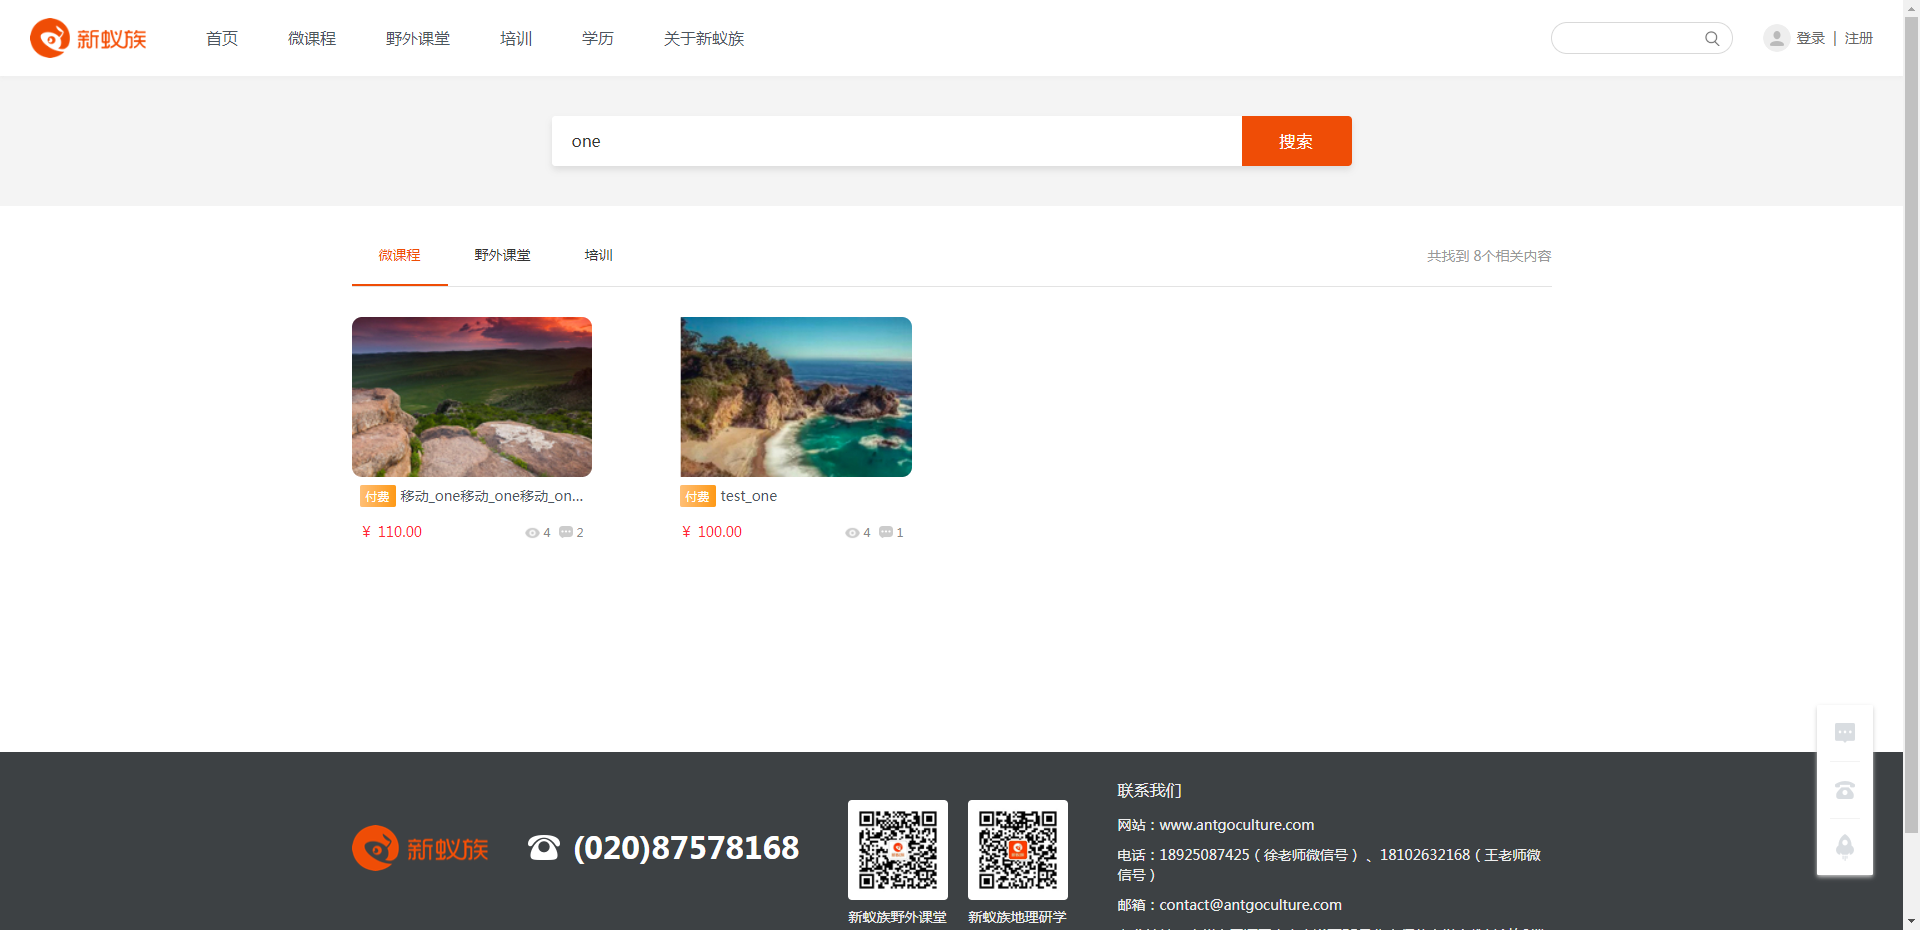 新蚁族 首页 微课程 野外课堂 培训 学历 关于新蚁族 登录 | 注册
one 搜索
微课程 野外课堂 培训 共找到 8个相关内容
付费 移动_one移动_one移动_on... 付费 test_one
¥ 110.00 4 2 ¥ 100.00 4 1
联系我们
网站：www.antgoculture.com
新蚁族 (020)87578168
电话：18925087425（徐老师微信号）、18102632168（王老师微
信号）
邮箱：contact@antgoculture.com
新蚁族野外课堂 新蚁族地理研学